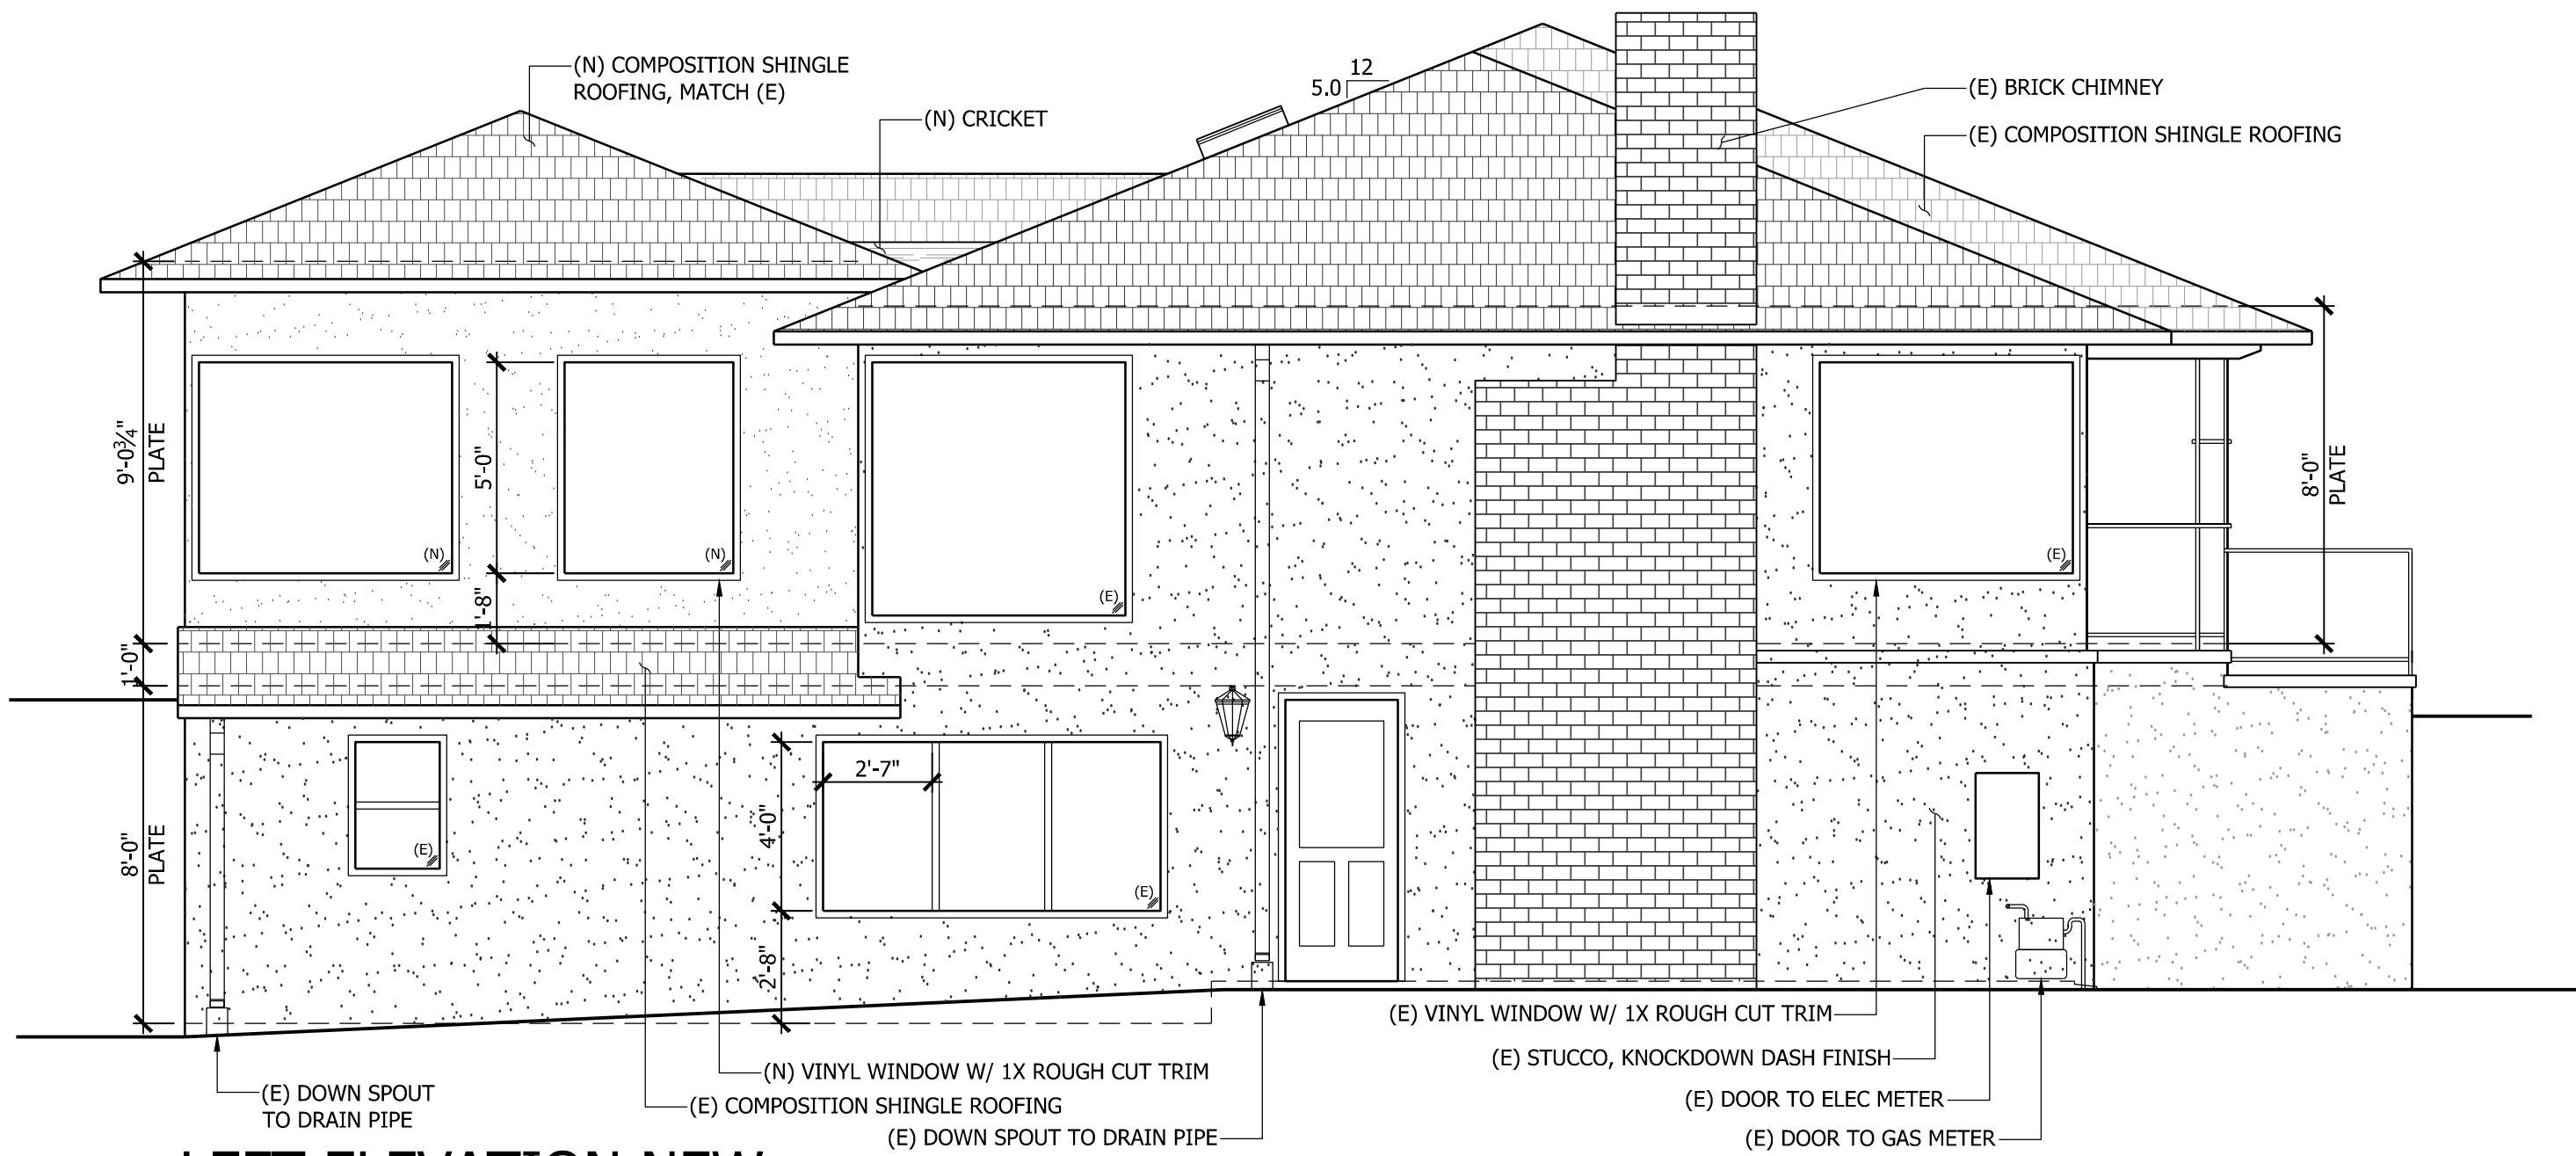 (N) COMPOSITION SHINGLE
ROOFING, MATCH (E)
(N) CRICKET
12
5.0
(E) BRICK CHIMNEY
(E) COMPOSITION SHINGLE ROOFING
9'-0¾"
PLATE
5'-0"
1'-8"
(N)
(N)
(E)
(E)
8'-0"
PLATE
1'-0"
8'-0"
PLATE
(E)
2'-7"
4'-0"
2'-8"
(E)
(E) VINYL WINDOW W/ 1X ROUGH CUT TRIM
(E) STUCCO, KNOCKDOWN DASH FINISH
(N) VINYL WINDOW W/ 1X ROUGH CUT TRIM
(E) DOWN SPOUT
TO DRAIN PIPE
(E) COMPOSITION SHINGLE ROOFING
(E) DOOR TO ELEC METER
(E) DOWN SPOUT TO DRAIN PIPE
(E) DOOR TO GAS METER
LEFT ELEVATION NEW